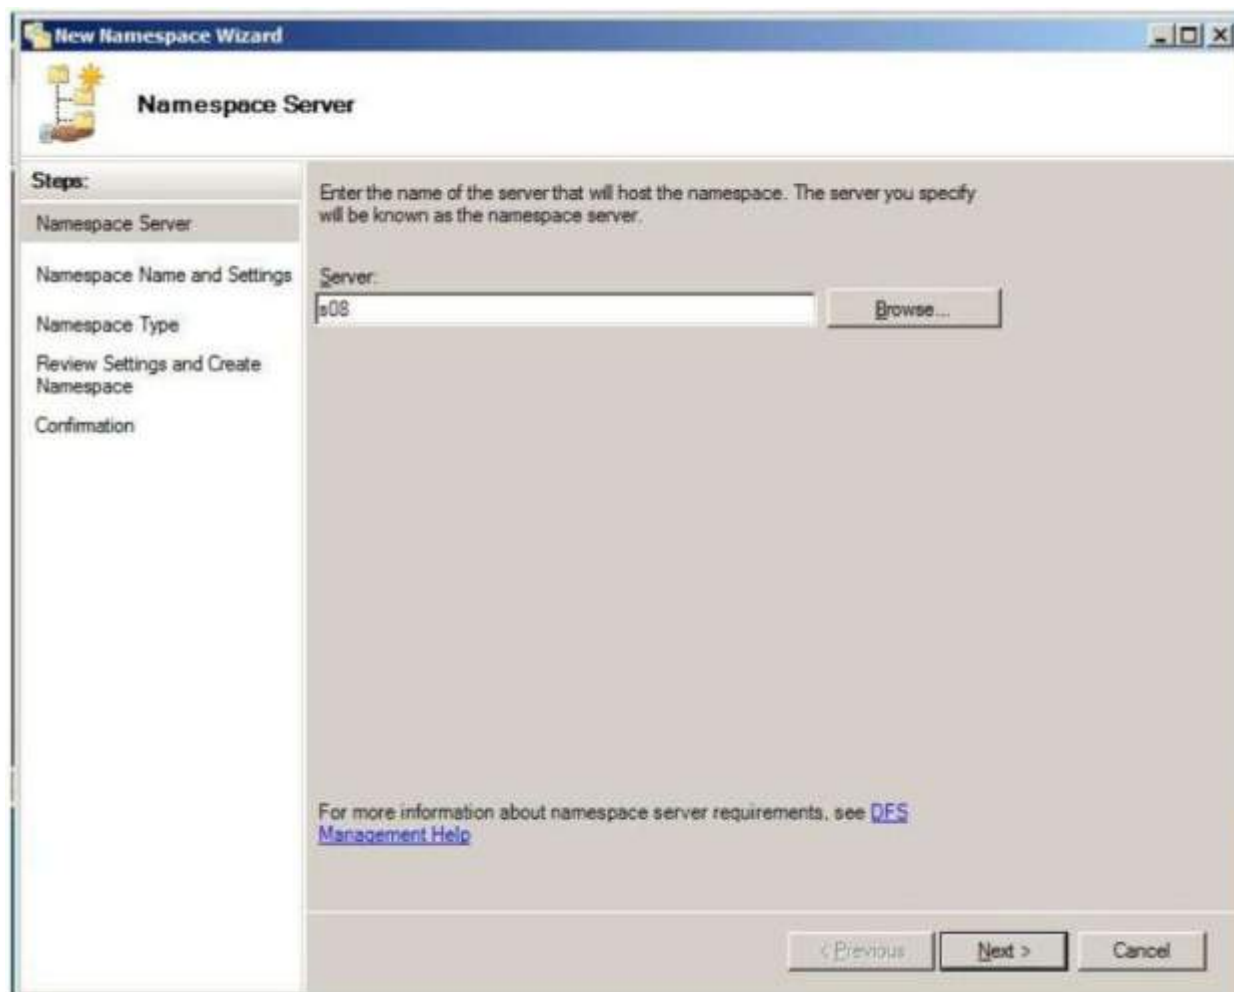 New Namespace Wizard
Namespace Server
Steps:
Namespace Server
Namespace Name and Settings
Namespace Type
Review Settings and Create
Namespace
Confirmation
Enter the name of the server that will host the namespace. The server you specify
will be known as the namespace server.
Server:
s08
Browse...
For more information about namespace server requirements, see DFS
Management Help
< Previous
Next >
Cancel